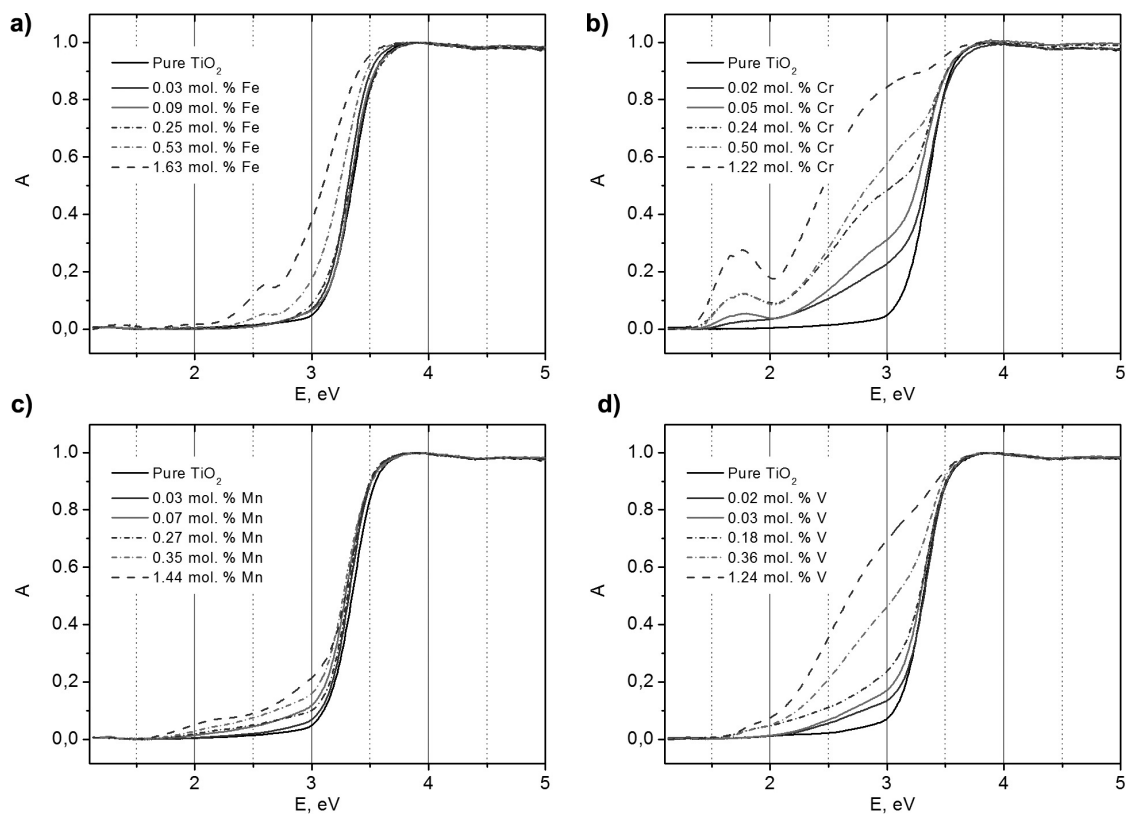 a)
1.0
0.8
0.6
0.4
0.2
0,0
A
Pure TiO2
0.03 mol. % Fe
0.09 mol. % Fe
0.25 mol. % Fe
0.53 mol. % Fe
1.63 mol. % Fe
2 3 4 5
E, eV
b)
1.0
0.8
0.6
0.4
0.2
0,0
A
Pure TiO2
0.02 mol. % Cr
0.05 mol. % Cr
0.24 mol. % Cr
0.50 mol. % Cr
1.22 mol. % Cr
2 3 4 5
E, eV
c)
1.0
0.8
0.6
0.4
0.2
0,0
A
Pure TiO2
0.03 mol. % Mn
0.07 mol. % Mn
0.27 mol. % Mn
0.35 mol. % Mn
1.44 mol. % Mn
2 3 4 5
E, eV
d)
1.0
0.8
0.6
0.4
0.2
0,0
A
Pure TiO2
0.02 mol. % V
0.03 mol. % V
0.18 mol. % V
0.36 mol. % V
1.24 mol. % V
2 3 4 5
E, eV